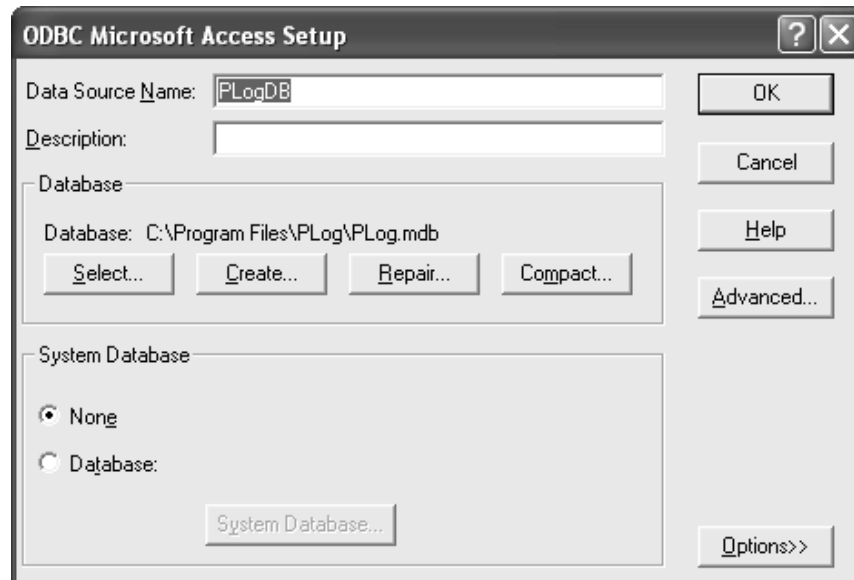 ODBC Microsoft Access Setup
Data Source Name: PLogDB
OK
Description:
Cancel
Database
Database: C:\Program Files\PLog\PLog.mdb
Help
Select... Create... Repair... Compact...
Advanced...
System Database
None
Database:
System Database...
Options>>